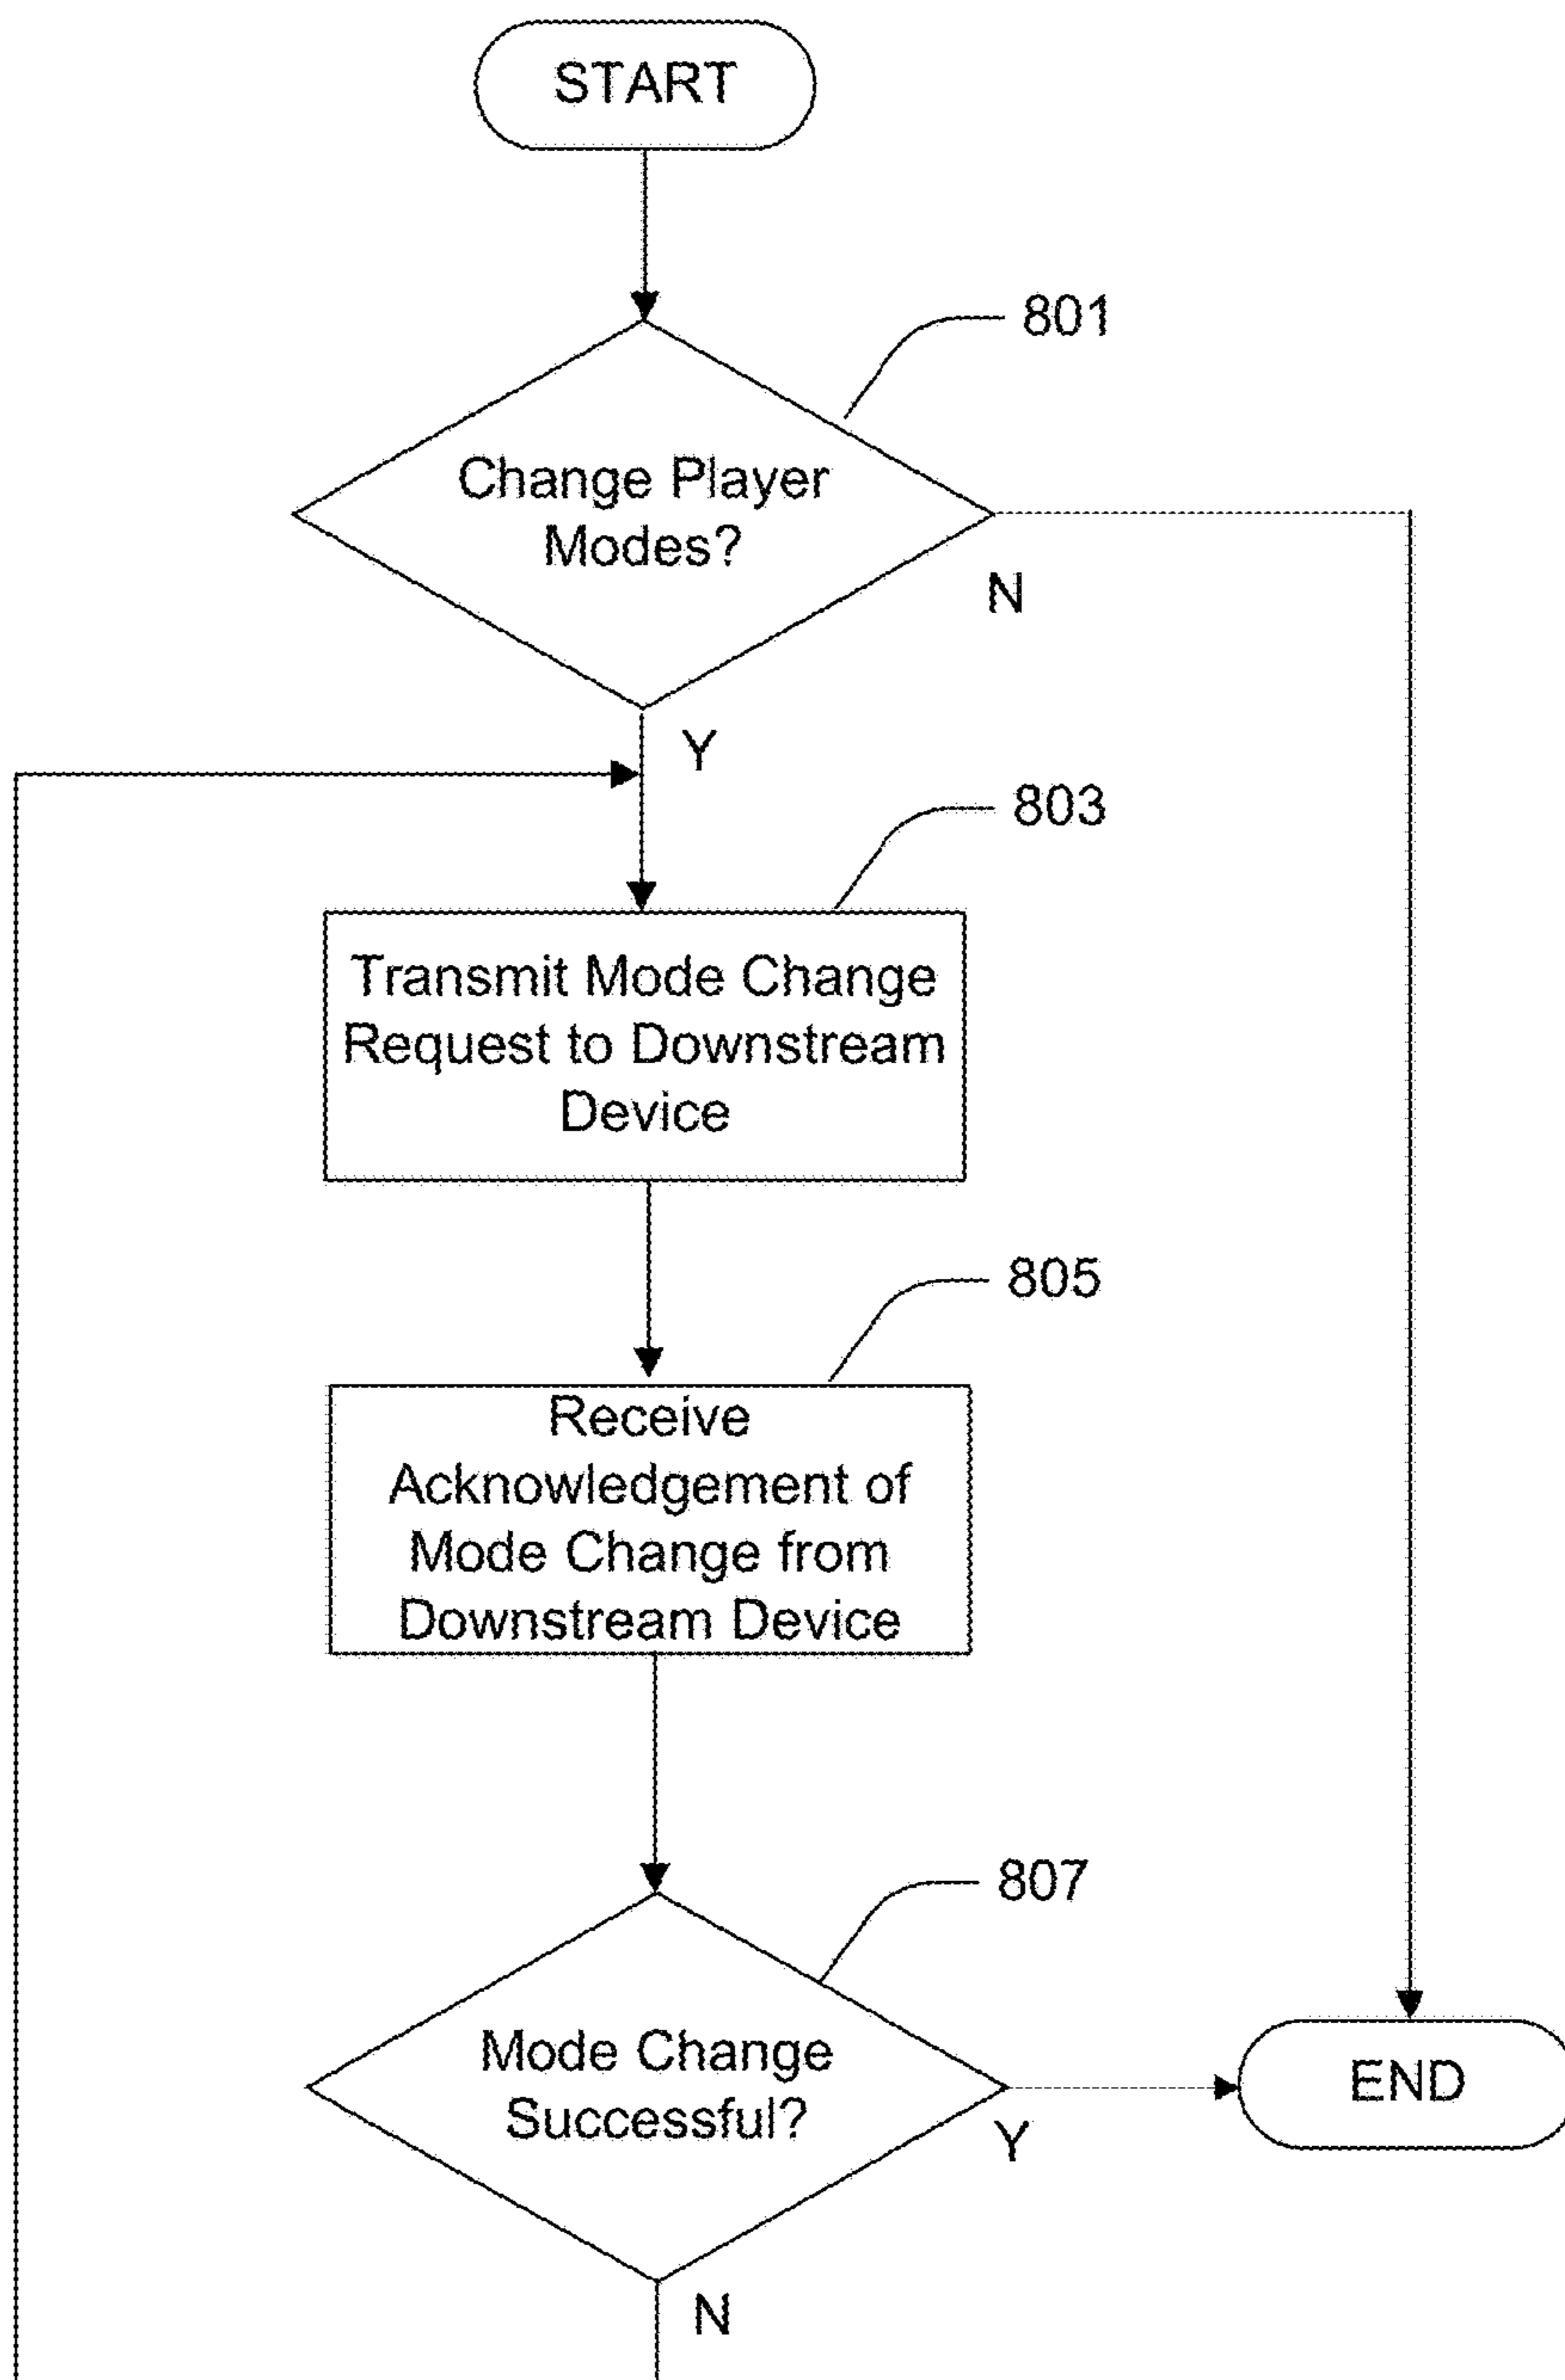 START
801
Change Player
Modes?
N
Y
803
Transmit Mode Change
Request to Downstream
Device
805
Receive
Acknowledgement of
Mode Change from
Downstream Device
807
Mode Change
Successful?
Y
END
N